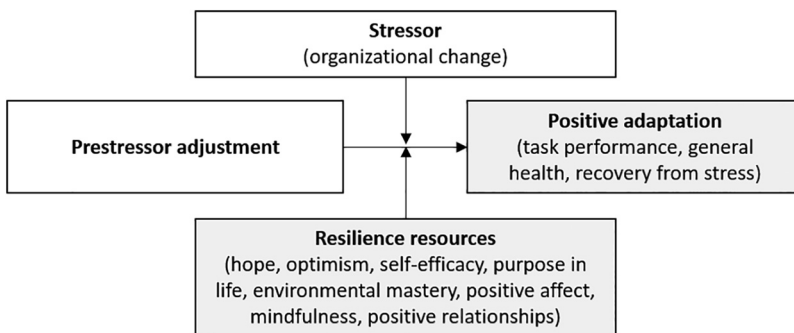 Stressor
(organizational change)
Prestressor adjustment
Positive adaptation
(task performance, general
health, recovery from stress)
Resilience resources
(hope, optimism, self-efficacy, purpose in
life, environmental mastery, positive affect,
mindfulness, positive relationships)